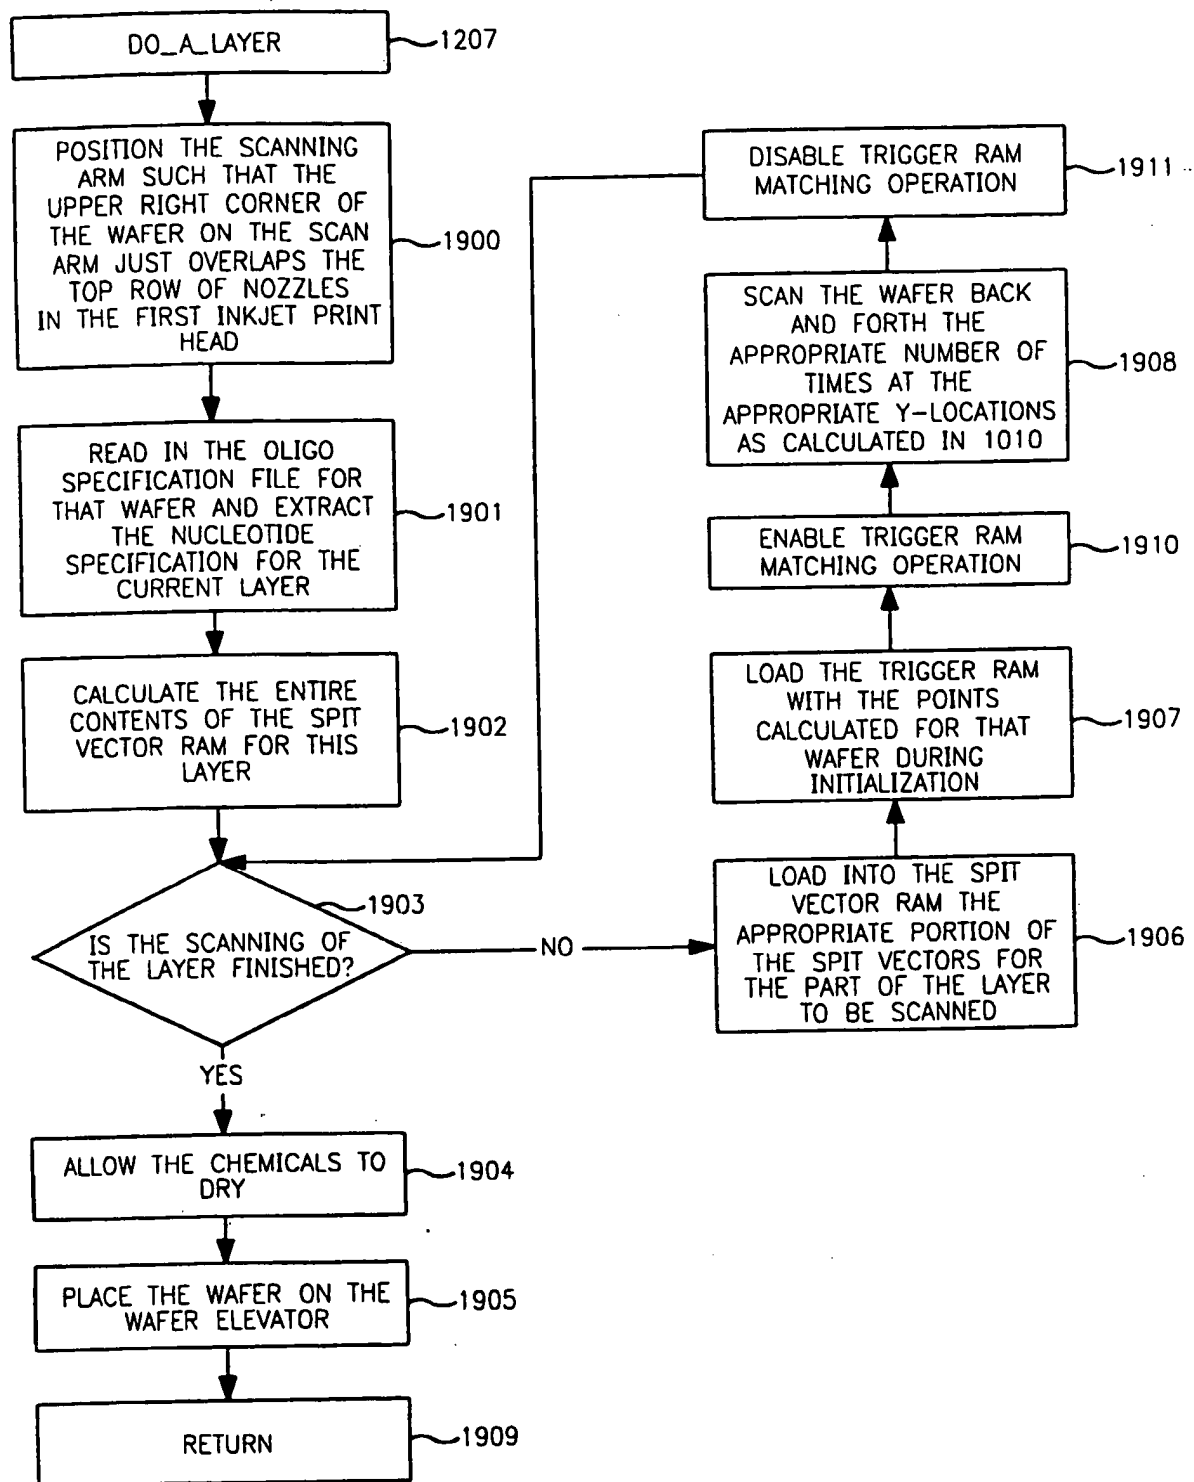 DO_A_LAYER
1207
POSITION THE SCANNING
ARM SUCH THAT THE
UPPER RIGHT CORNER OF
THE WAFER ON THE SCAN
ARM JUST OVERLAPS THE
TOP ROW OF NOZZLES
IN THE FIRST INKJET PRINT
HEAD
1900
READ IN THE OLIGO
SPECIFICATION FILE FOR
THAT WAFER AND EXTRACT
THE NUCLEOTIDE
SPECIFICATION FOR THE
CURRENT LAYER
1901
CALCULATE THE ENTIRE
CONTENTS OF THE SPIT
VECTOR RAM FOR THIS
LAYER
1902
1903
IS THE SCANNING OF
THE LAYER FINISHED?
NO
YES
ALLOW THE CHEMICALS TO
DRY
1904
PLACE THE WAFER ON THE
WAFER ELEVATOR
1905
RETURN
1909
DISABLE TRIGGER RAM
MATCHING OPERATION
1911
SCAN THE WAFER BACK
AND FORTH THE
APPROPRIATE NUMBER OF
TIMES AT THE
APPROPRIATE Y-LOCATIONS
AS CALCULATED IN 1010
1908
ENABLE TRIGGER RAM
MATCHING OPERATION
1910
LOAD THE TRIGGER RAM
WITH THE POINTS
CALCULATED FOR THAT
WAFER DURING
INITIALIZATION
1907
LOAD INTO THE SPIT
VECTOR RAM THE
APPROPRIATE PORTION OF
THE SPIT VECTORS FOR
THE PART OF THE LAYER
TO BE SCANNED
1906